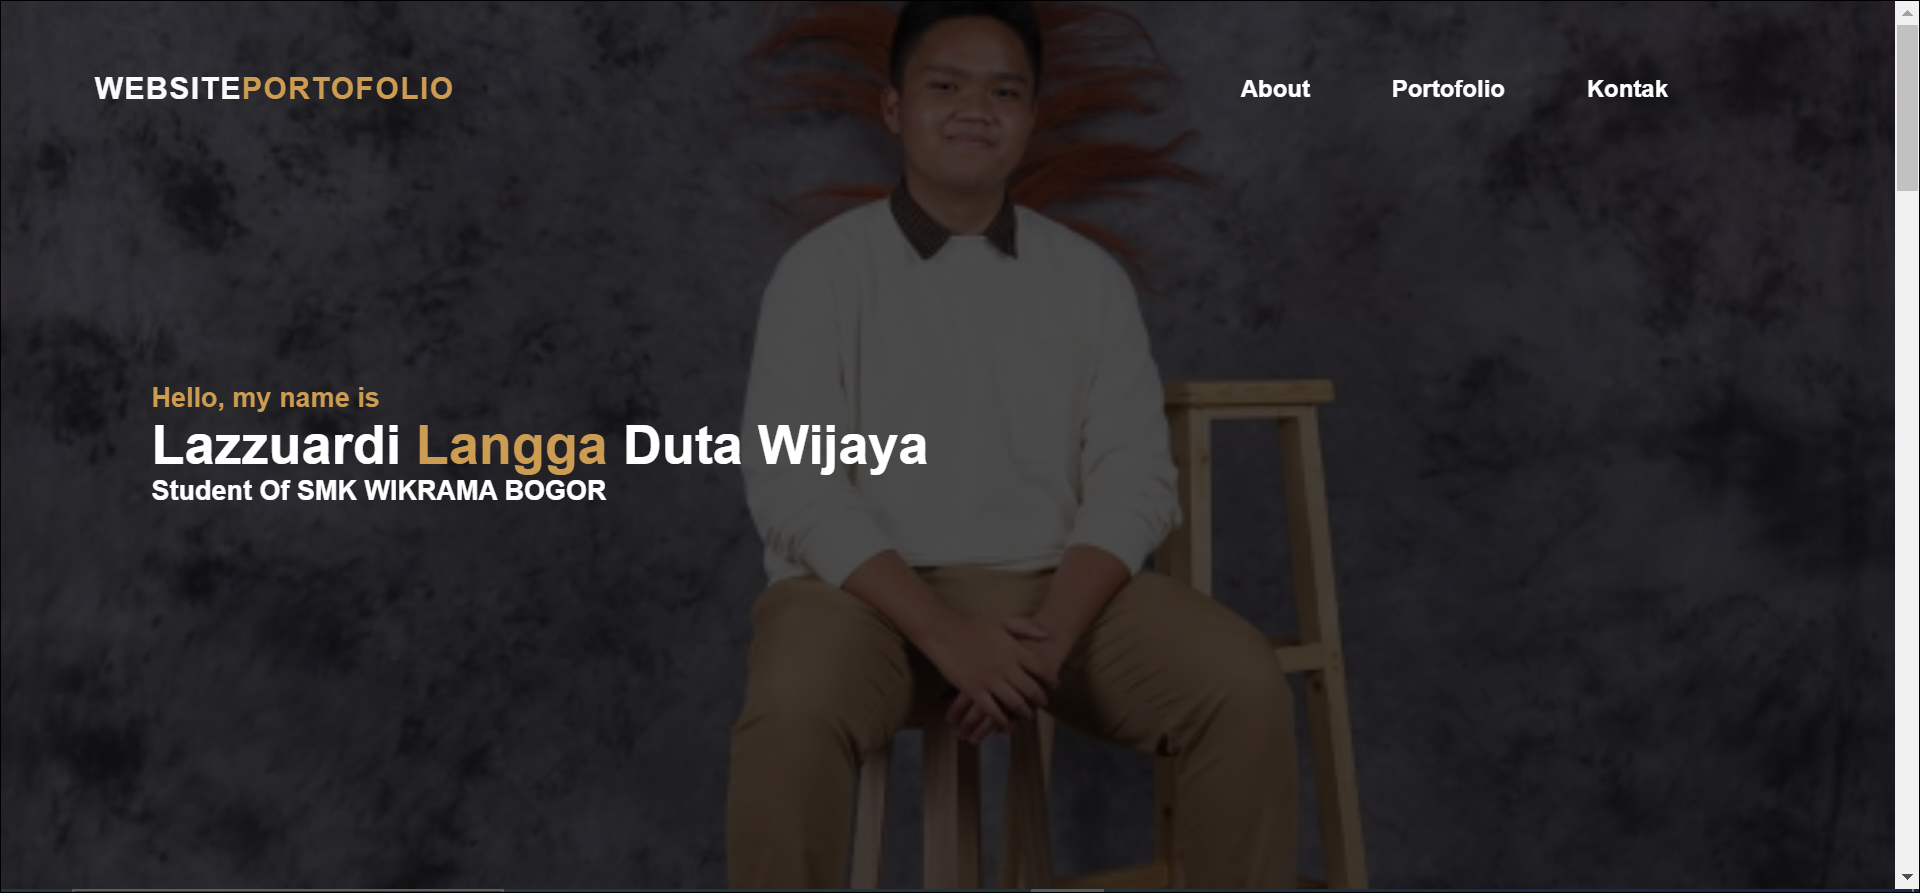 WEBSITEPORTOFOLIO
About Portofolio Kontak
Hello, my name is
Lazzuardi Langga Duta Wijaya
Student Of SMK WIKRAMA BOGOR